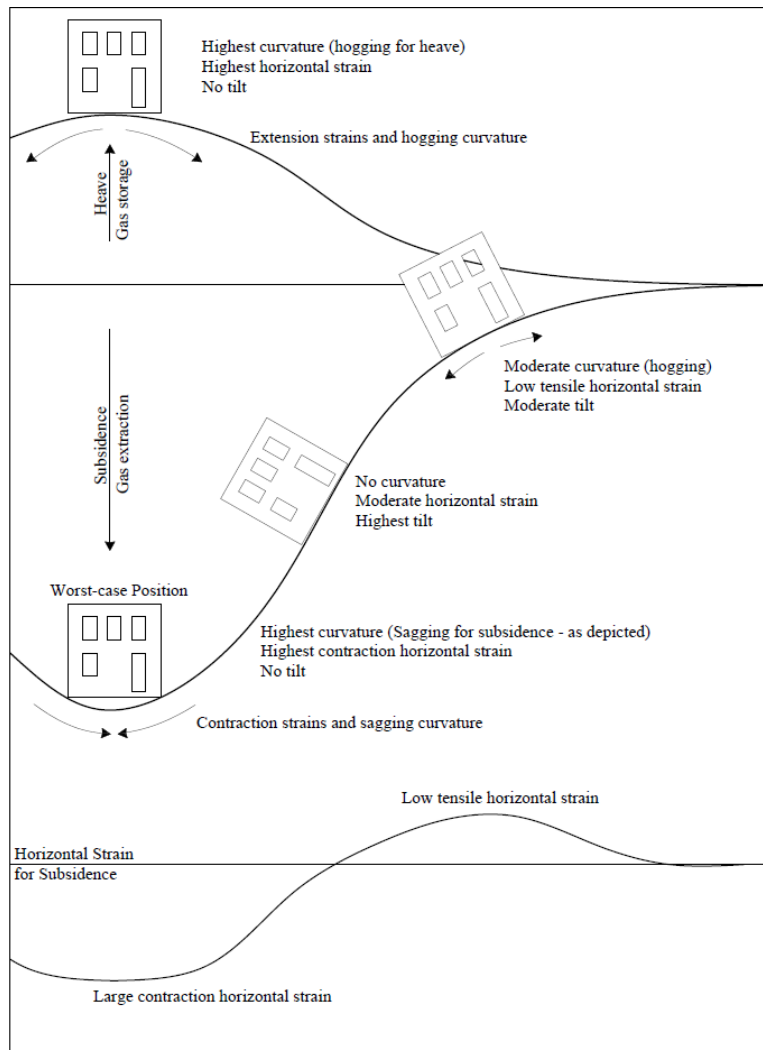 Highest curvature (hogging for heave)
Highest horizontal strain
No tilt
Extension strains and hogging curvature
Heave
Gas storage
Moderate curvature (hogging)
Low tensile horizontal strain
Moderate tilt
Subsidence
Gas extraction
No curvature
Moderate horizontal strain
Highest tilt
Worst-case Position
Highest curvature (Sagging for subsidence - as depicted)
Highest contraction horizontal strain
No tilt
Contraction strains and sagging curvature
Low tensile horizontal strain
Horizontal Strain
for Subsidence
Large contraction horizontal strain